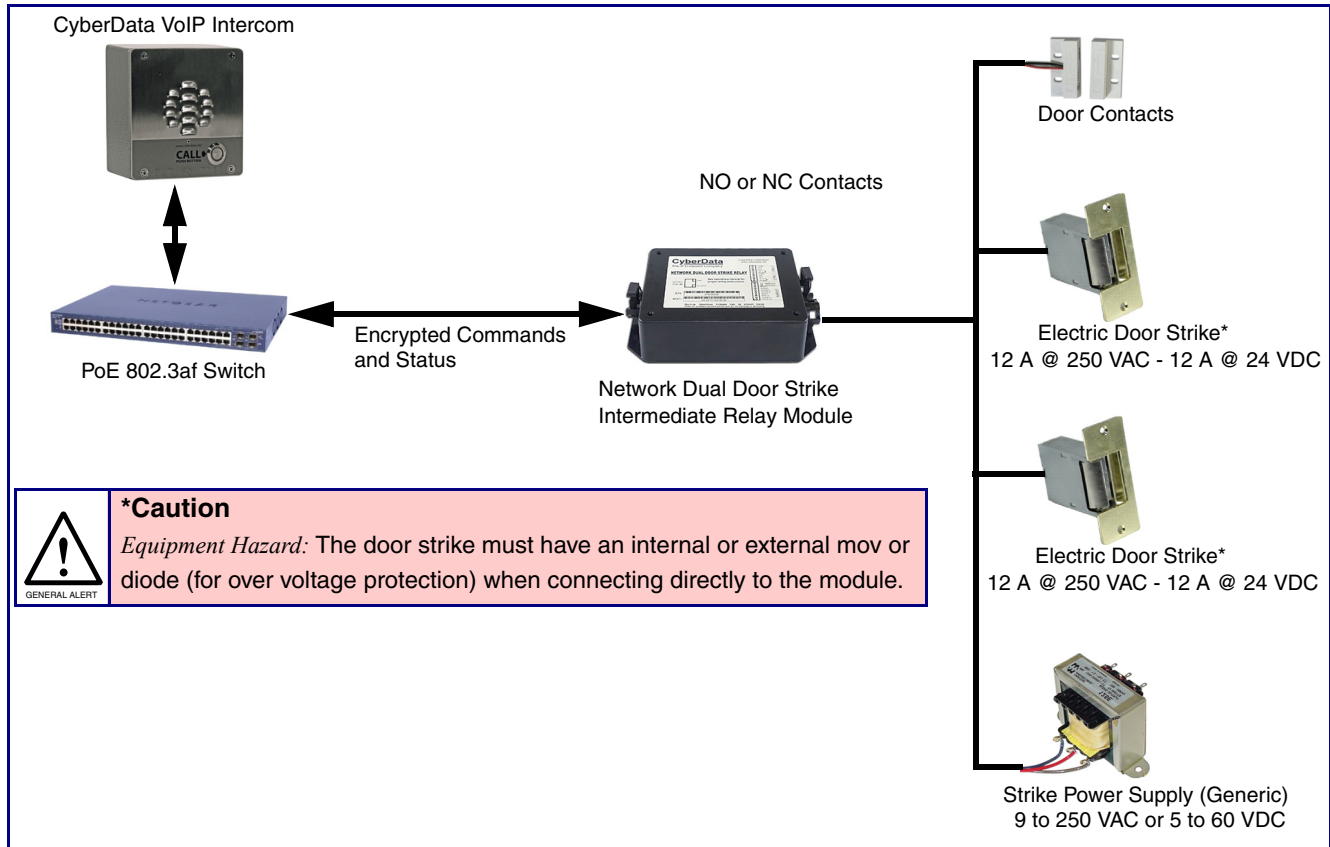 CyberData VoIP Intercom
CALL
PoE 802.3af Switch
NETGEAR
Encrypted Commands
and Status
NO or NC Contacts
CyberData
NETWORK DUAL DOOR STRIKE RELAY
Network Dual Door Strike
Intermediate Relay Module
Door Contacts
Electric Door Strike*
12 A @ 250 VAC - 12 A @ 24 VDC
Electric Door Strike*
12 A @ 250 VAC - 12 A @ 24 VDC
Strike Power Supply (Generic)
9 to 250 VAC or 5 to 60 VDC
GENERAL ALERT
*Caution
Equipment Hazard: The door strike must have an internal or external mov or
diode (for over voltage protection) when connecting directly to the module.